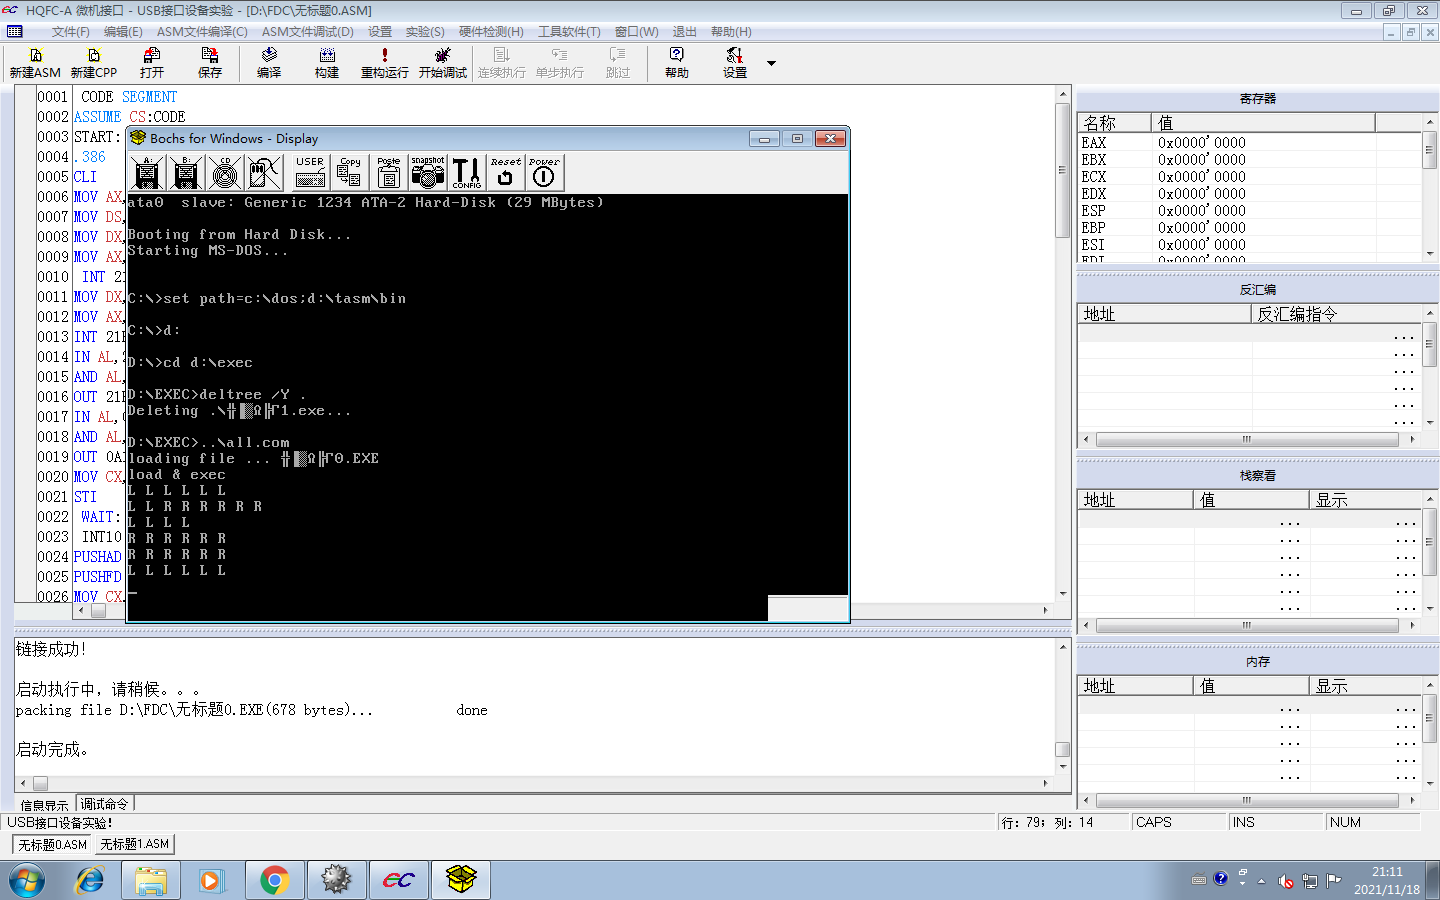 HQFC-A 微机接口 - USB接口设备实验 - [D:\FDC\无标题0.ASM]
文件(F) 编辑(E) ASM文件编译(C) ASM文件调试(D) 设置 实验(S) 硬件检测(H) 工具软件(T) 窗口(W) 退出 帮助(H)
新建ASM 新建CPP 打开 保存 编译 构建 重构运行 开始调试 连续执行 单步执行 跳过 帮助 设置
0001 CODE SEGMENT
0002 ASSUME CS:CODE
0003 START:
0004 .386
0005 CLI
0006 MOV AX,
0007 MOV DS,
0008 MOV DX,
0009 MOV AX,
0010 INT 21
0011 MOV DX,
0012 MOV AX,
0013 INT 21H
0014 IN AL,2
0015 AND AL,
0016 OUT 21H
0017 IN AL,
0018 AND AL,
0019 OUT 0A
0020 MOV CX,
0021 STI
0022 WAIT:
0023 INT10
0024 PUSHAD
0025 PUSHFD
0026 MOV CX,
Bochs for Windows - Display
A: B: CD USER Copy Paste snapshot CONFIG Reset Power
ata0 slave: Generic 1234 ATA-2 Hard-Disk (29 MBytes)
Booting from Hard Disk...
Starting MS-DOS...
C:\>set path=c:\dos;d:\tasm\bin
C:\>d:
D:\>cd d:\exec
D:\EXEC>deltree /Y .
Deleting .\╬▐▒Ω╠Γ1.exe...
D:\EXEC>..\all.com
loading file ... ╬▐▒Ω╠Γ0.EXE
load & exec
L L L L L L
L L R R R R R R
L L L L
R R R R R R
R R R R R R
L L L L L L
寄存器
名称 值
EAX 0x0000'0000
EBX 0x0000'0000
ECX 0x0000'0000
EDX 0x0000'0000
ESP 0x0000'0000
EBP 0x0000'0000
ESI 0x0000'0000
EDI 0x0000'0000
反汇编
地址 反汇编指令
...
...
...
...
...
...
栈察看
地址 值 显示
... ...
... ...
... ...
... ...
... ...
... ...
内存
地址 值 显示
... ...
... ...
... ...
... ...
... ...
链接成功!
启动执行中，请稍候。。。
packing file D:\FDC\无标题0.EXE(678 bytes)... done
启动完成。
信息显示 调试命令
USB接口设备实验! 行: 79; 列: 14 CAPS INS NUM
无标题0.ASM 无标题1.ASM
21:11
2021/11/18